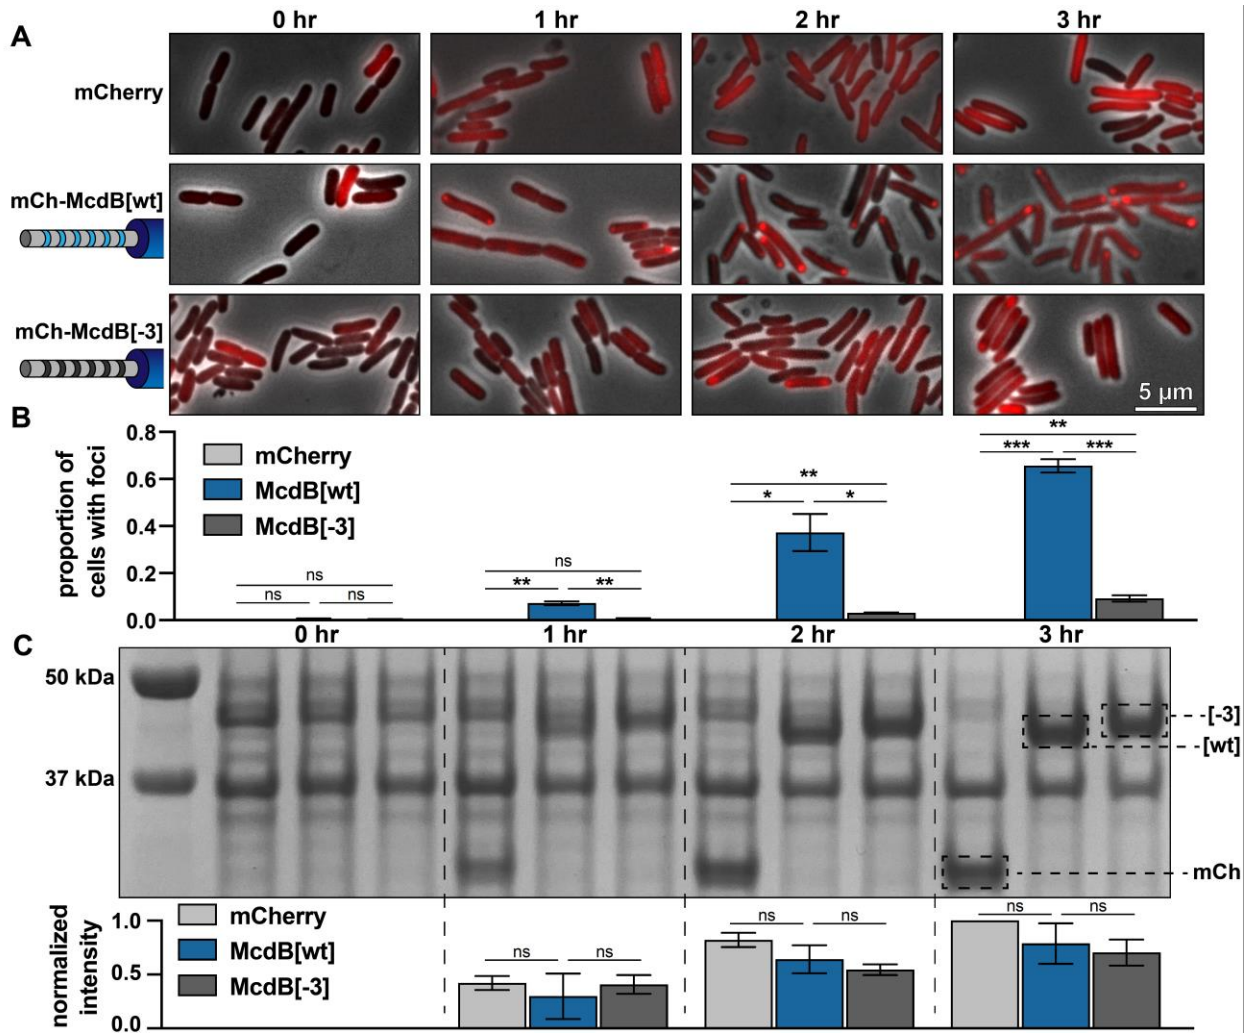 0 hr 1 hr 2 hr 3 hr
A
mCherry
mCh-McdB[wt]
mCh-McdB[-3]
5 µm
B
proportion of
cells with foci
0.8
0.6
0.4
0.2
0.0
mCherry
McdB[wt]
McdB[-3]
ns
ns ns
ns
** **
**
* *
**
*** ***
0 hr 1 hr 2 hr 3 hr
C
50 kDa
37 kDa
[-3]
[wt]
mCh
normalized
intensity
1.0
0.5
0.0
mCherry
McdB[wt]
McdB[-3]
ns ns
ns ns
ns ns